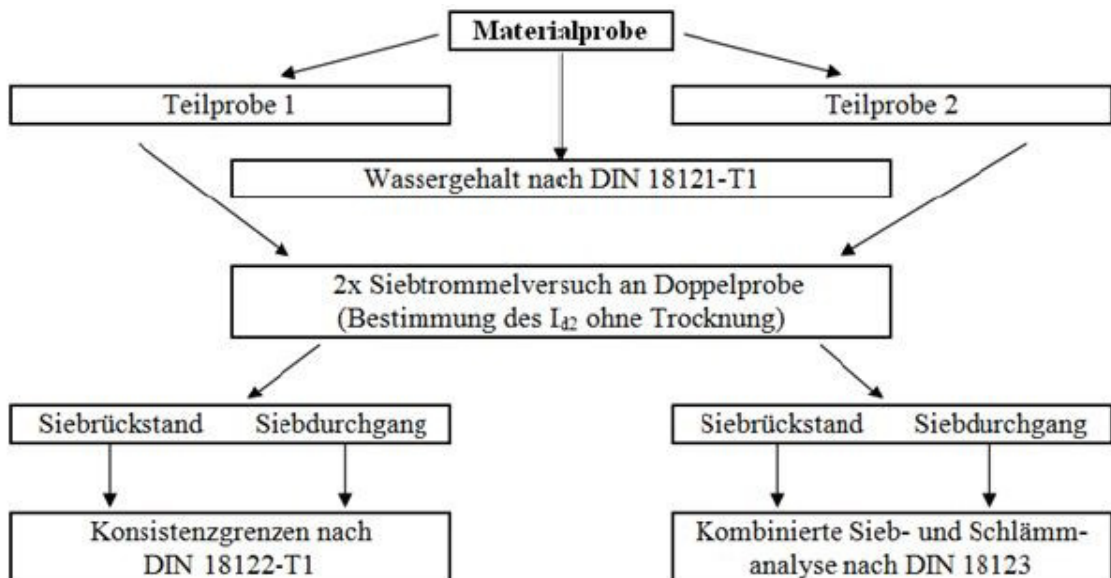 Materialprobe
Teilprobe 1
Teilprobe 2
Wassergehalt nach DIN 18121-T1
2x Siebtrommelversuch an Doppelprobe
(Bestimmung des I_d2 ohne Trocknung)
Siebrückstand Siebdurchgang
Siebrückstand Siebdurchgang
Konsistenzgrenzen nach
DIN 18122-T1
Kombinierte Sieb- und Schlämm-
analyse nach DIN 18123